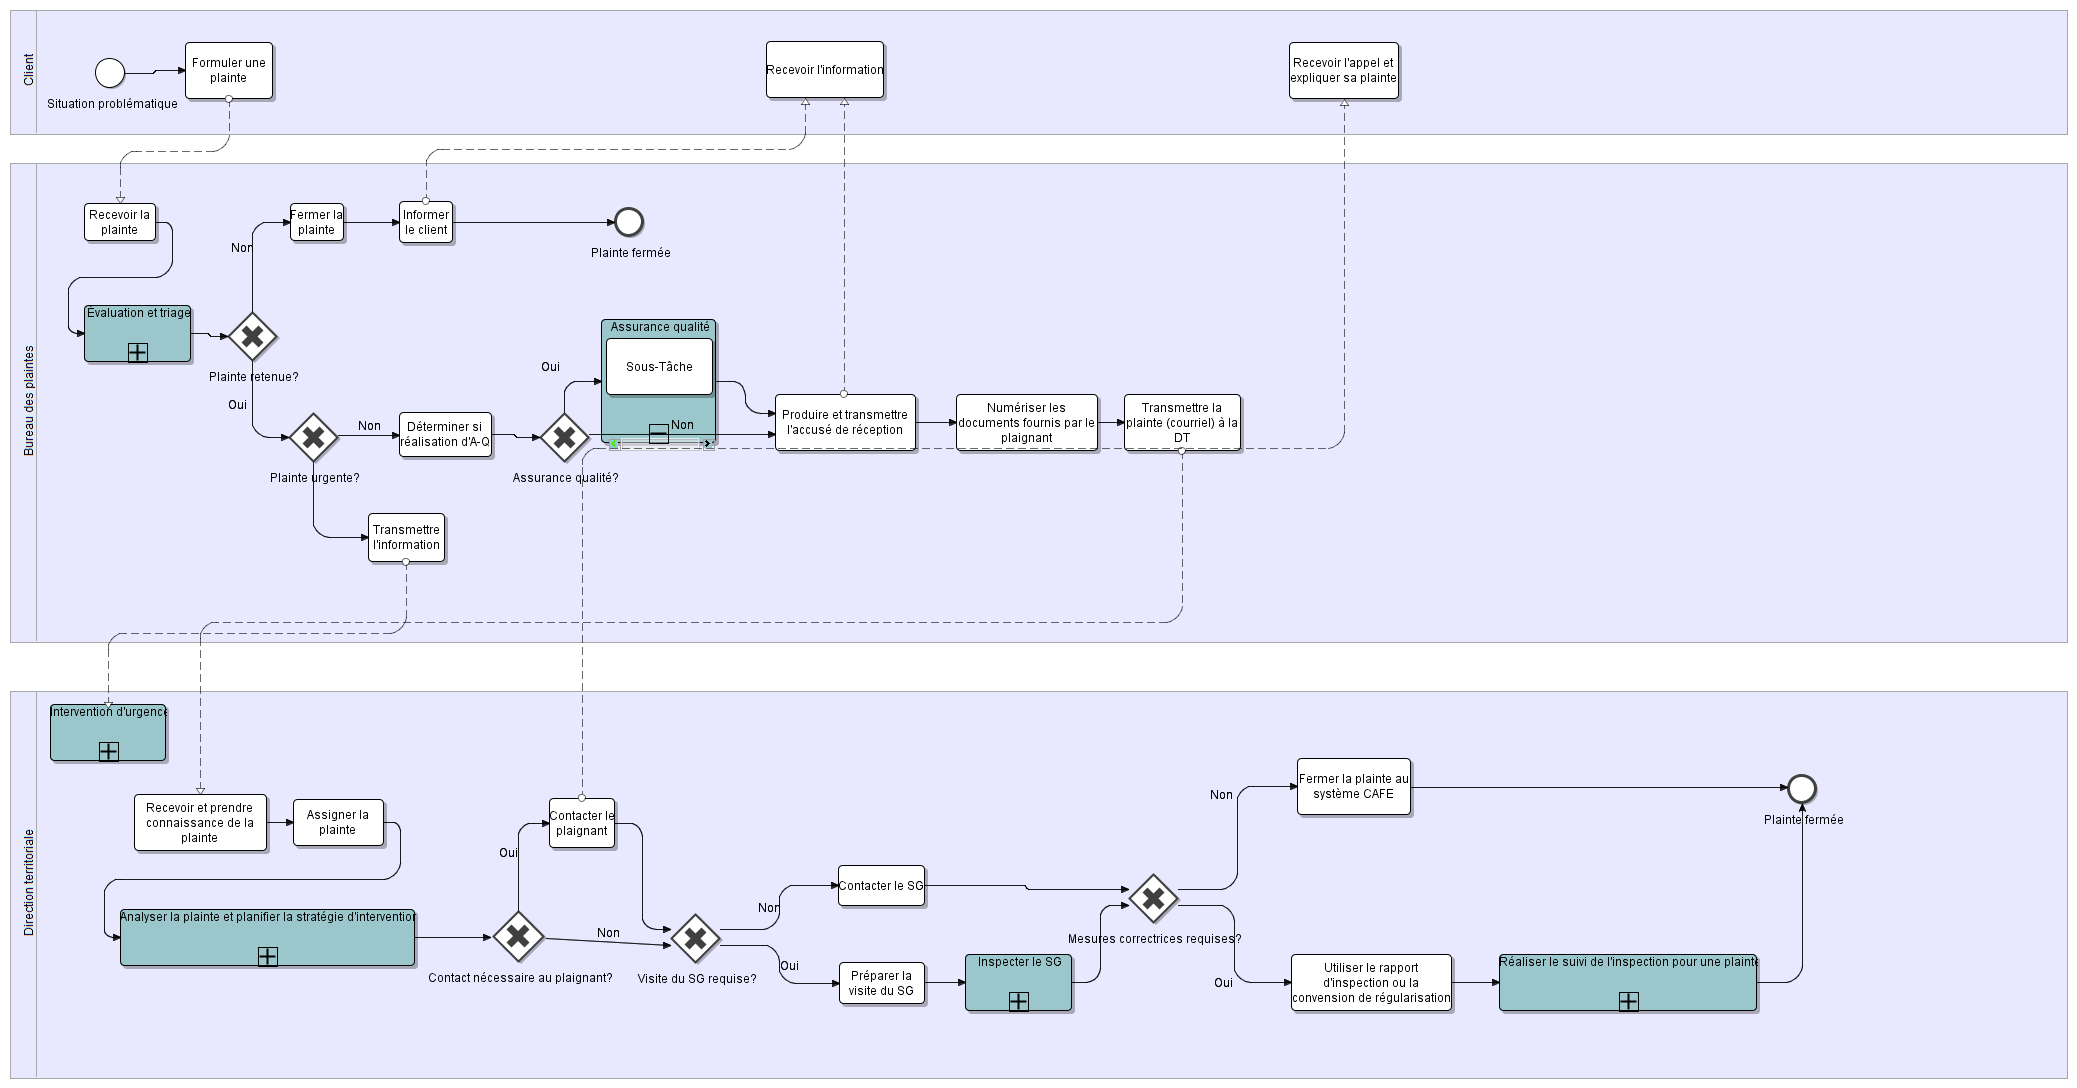 Client
Situation problématique
Formuler une
plainte
Recevoir l'information
Recevoir l'appel et
expliquer sa plainte
Bureau des plaintes
Recevoir la
plainte
Non
Fermer la
plainte
Informer
le client
Plainte fermée
Évaluation et triage
Plainte retenue?
Oui
Plainte urgente?
Non
Déterminer si
réalisation d'A-Q
Oui
Assurance qualité?
Assurance qualité
Sous-Tâche
Non
Produire et transmettre
l'accusé de réception
Numériser les
documents fournis par le
plaignant
Transmettre la
plainte (courriel) à la
DT
Transmettre
l'information
Direction territoriale
Intervention d'urgence
Recevoir et prendre
connaissance de la
plainte
Assigner la
plainte
Analyser la plainte et planifier la stratégie d'intervention
Contact nécessaire au plaignant?
Oui
Contacter le
plaignant
Non
Visite du SG requise?
Non
Contacter le SG
Oui
Préparer la
visite du SG
Inspecter le SG
Mesures correctrices requises?
Non
Fermer la plainte au
système CAFE
Plainte fermée
Oui
Utiliser le rapport
d'inspection ou la
convension de régularisation
Réaliser le suivi de l'inspection pour une plainte